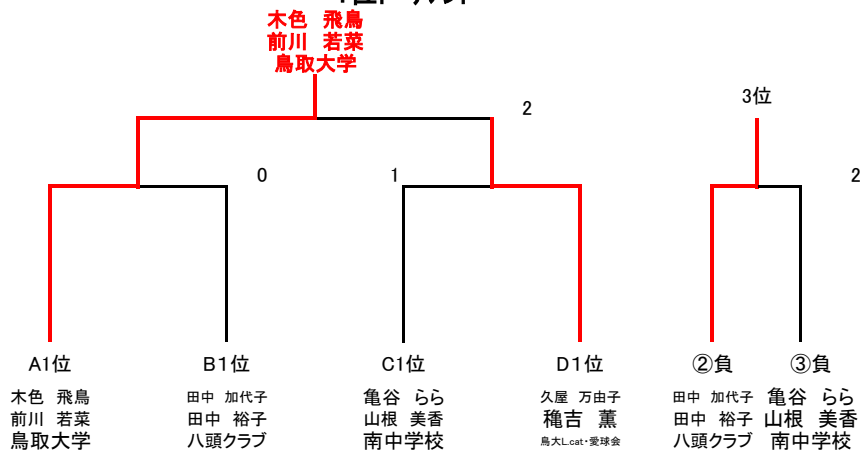 木色 飛鳥
前川 若菜
鳥取大学
2
3位
0
1
2
A1位
B1位
C1位
D1位
②負
③負
木色 飛鳥
前川 若菜
鳥取大学
田中 加代子
田中 裕子
八頭クラブ
亀谷 らら
山根 美香
南中学校
久屋 万由子
穐吉 薫
鳥大L.cat・愛球会
田中 加代子
田中 裕子
八頭クラブ
亀谷 らら
山根 美香
南中学校